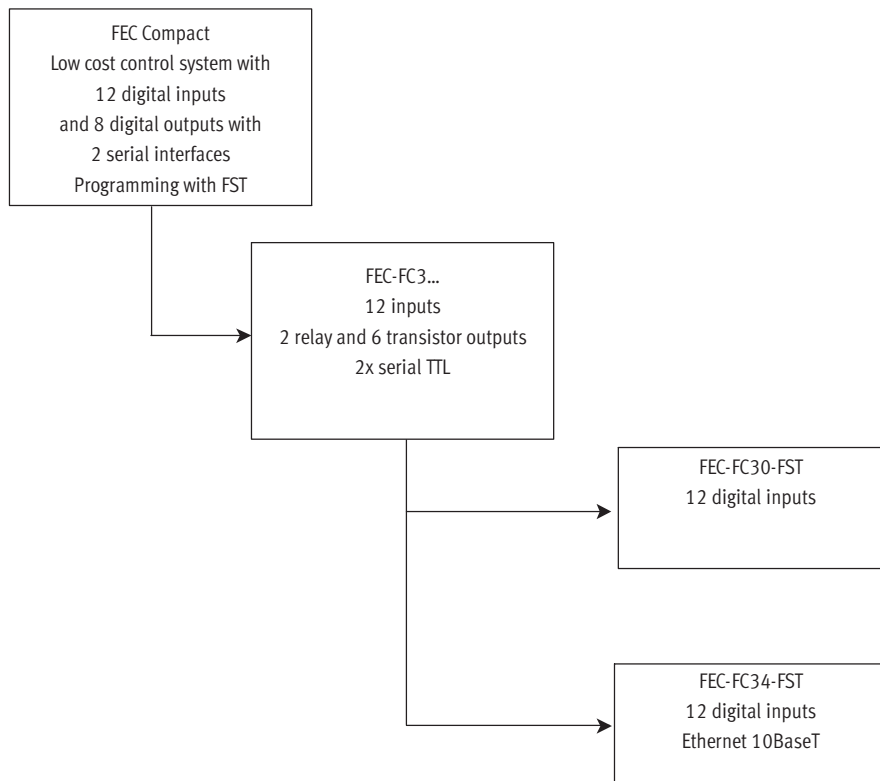 FEC Compact
Low cost control system with
12 digital inputs
and 8 digital outputs with
2 serial interfaces
Programming with FST
FEC-FC3...
12 inputs
2 relay and 6 transistor outputs
2x serial TTL
FEC-FC30-FST
12 digital inputs
FEC-FC34-FST
12 digital inputs
Ethernet 10BaseT